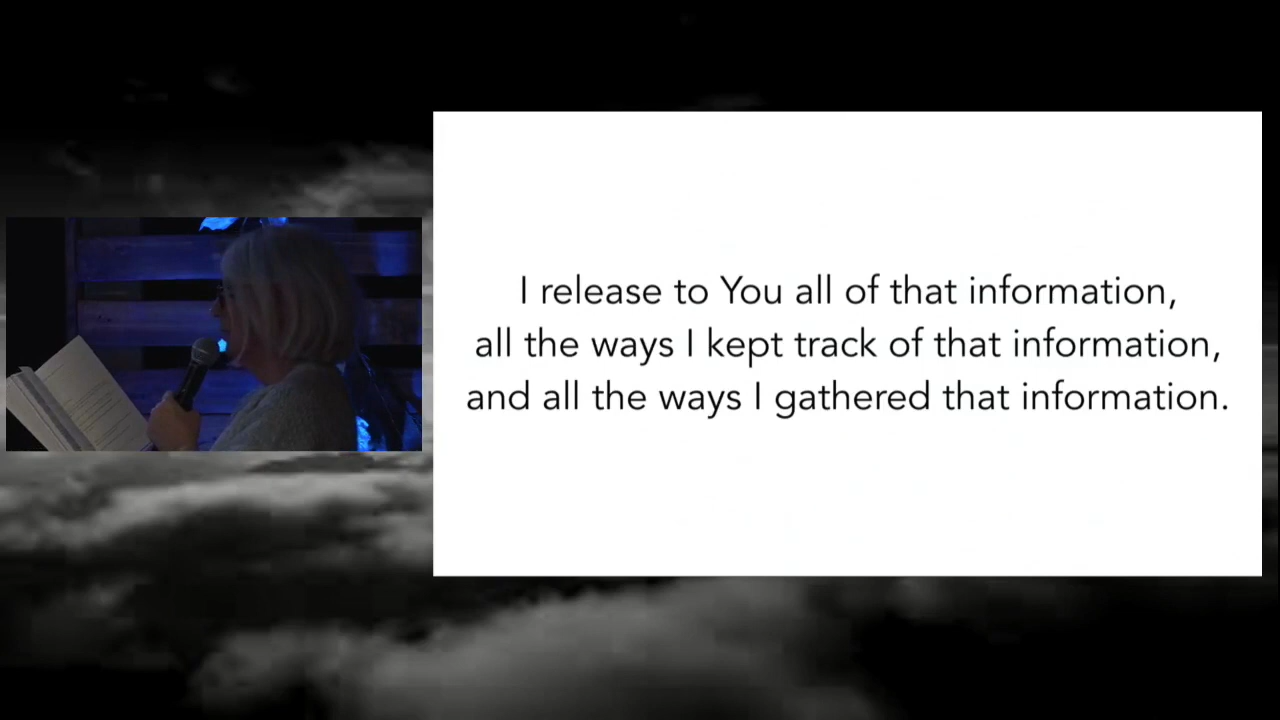 I release to You all of that information,
all the ways I kept track of that information,
and all the ways I gathered that information.